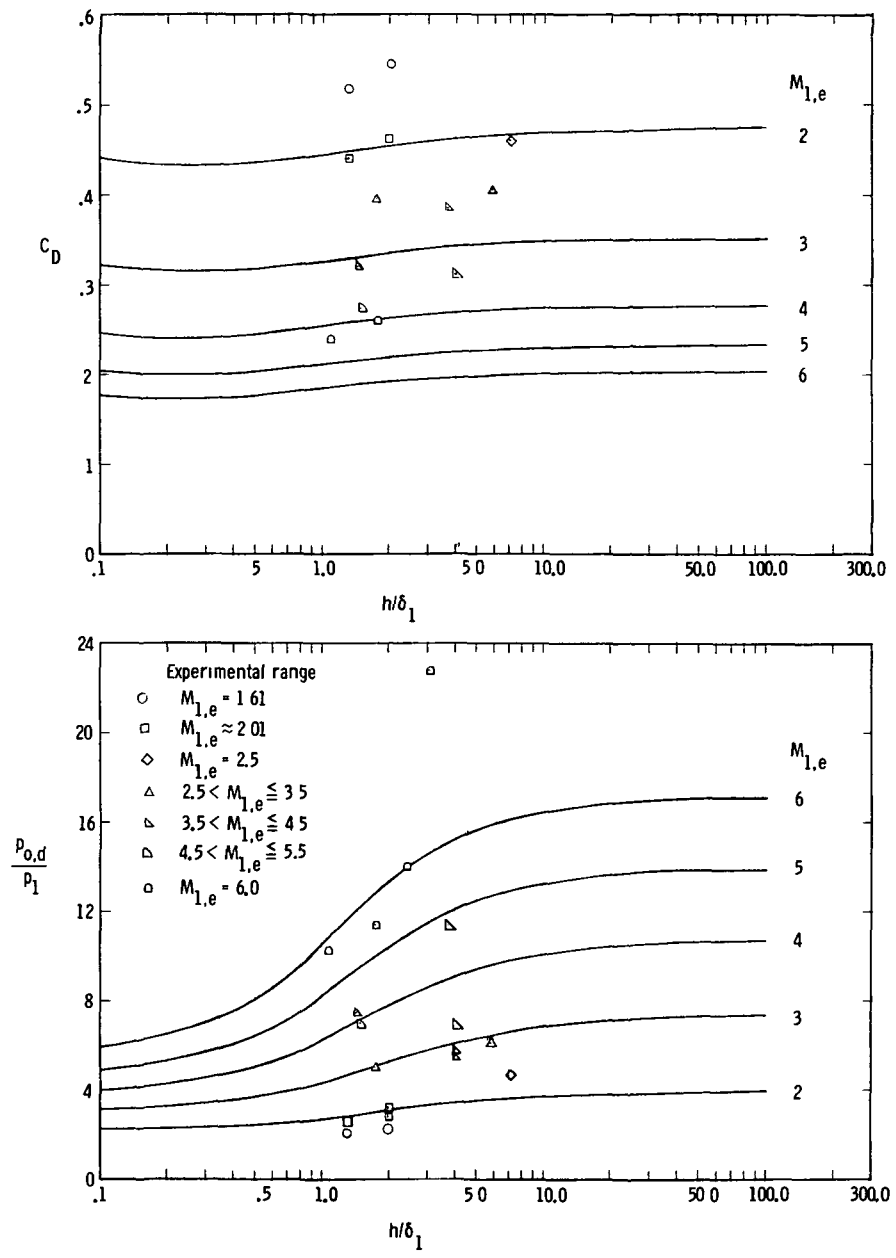 .6
.5
.4
C_D
.3
.2
.1
0
M_1,e
2
3
4
5
6
.1 5 1.0 5 0 10.0 50.0 100.0 300.0
h/δ_1
24
20
16
p_o,d
p_1
12
8
4
0
Experimental range
M_1,e = 1 61
M_1,e ≈ 2 01
M_1,e = 2.5
2.5 < M_1,e ≦ 3 5
3.5 < M_1,e ≦ 4 5
4.5 < M_1,e ≦ 5.5
M_1,e = 6.0
M_1,e
6
5
4
3
2
.1 .5 1.0 5 0 10.0 50 0 100.0 300.0
h/δ_1